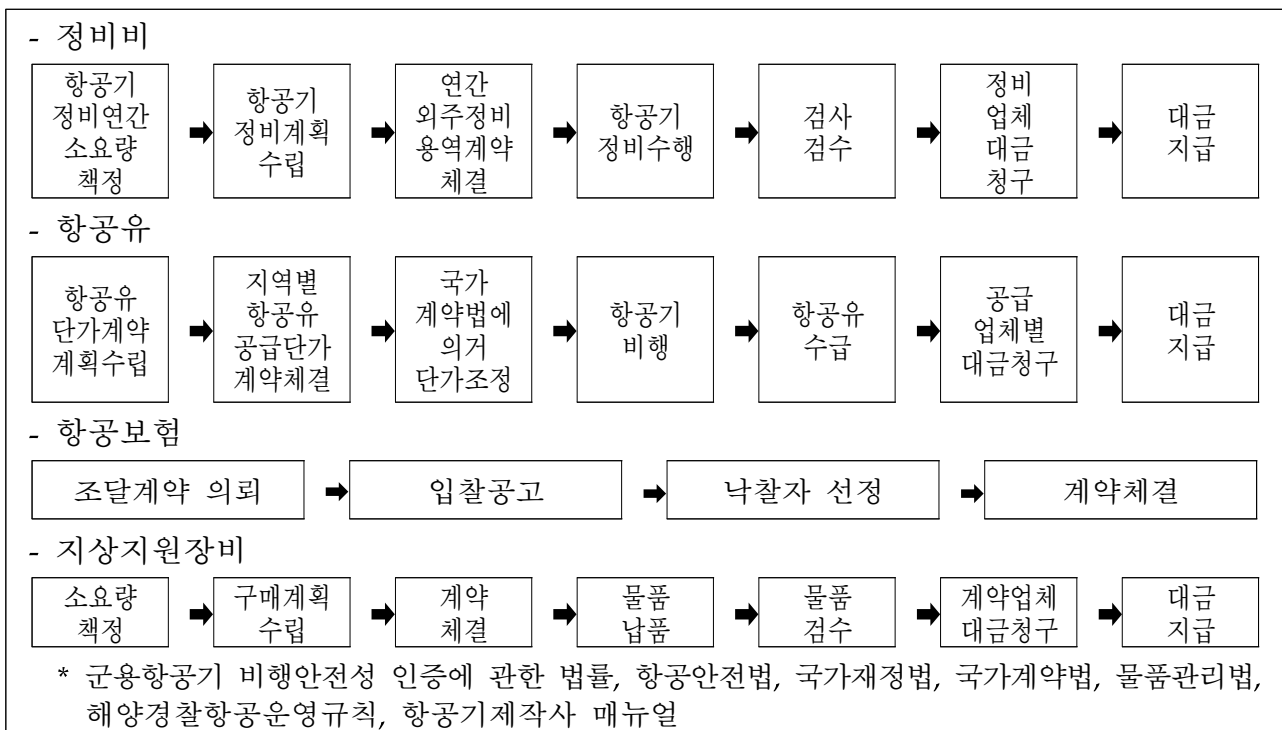 - 정비비
항공기
정비연간
소요량
책정
항공기
정비계획
수립
연간
외주정비
용역계약
체결
항공기
정비수행
검사
검수
정비
업체
대금
청구
대금
지급
- 항공유
항공유
단가계약
계획수립
지역별
항공유
공급단가
계약체결
국가
계약법에
의거
단가조정
항공기
비행
항공유
수급
공급
업체별
대금청구
대금
지급
- 항공보험
조달계약 의뢰
입찰공고
낙찰자 선정
계약체결
- 지상지원장비
소요량
책정
구매계획
수립
계약
체결
물품
납품
물품
검수
계약업체
대금청구
대금
지급
* 군용항공기 비행안전성 인증에 관한 법률, 항공안전법, 국가재정법, 국가계약법, 물품관리법,
해양경찰항공운영규칙, 항공기제작사 매뉴얼